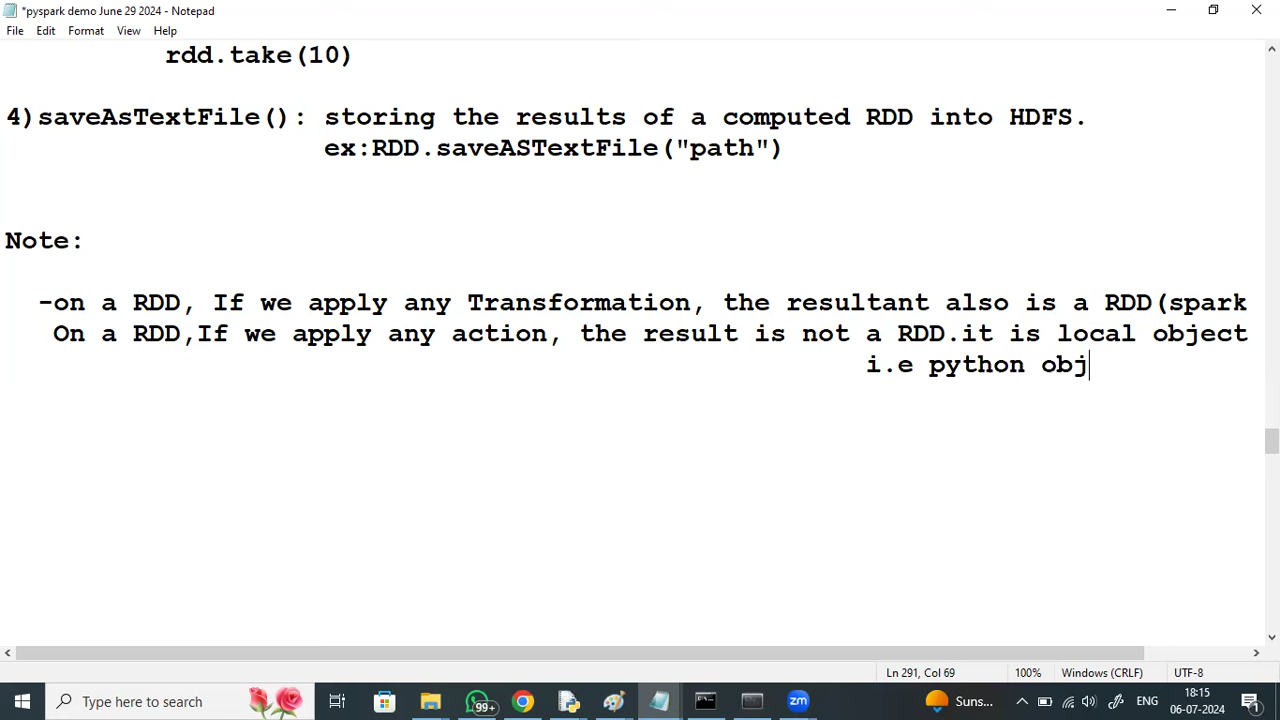 *pyspark demo June 29 2024 - Notepad
File Edit Format View Help
rdd.take(10)
4)saveAsTextFile(): storing the results of a computed RDD into HDFS.
ex:RDD.saveASTextFile("path")
Note:
-on a RDD, If we apply any Transformation, the resultant also is a RDD(spark
On a RDD,If we apply any action, the result is not a RDD.it is local object
i.e python obj
Ln 291, Col 69 100% Windows (CRLF) UTF-8
Type here to search 99+ zm Suns... ENG 18:15
06-07-2024 1